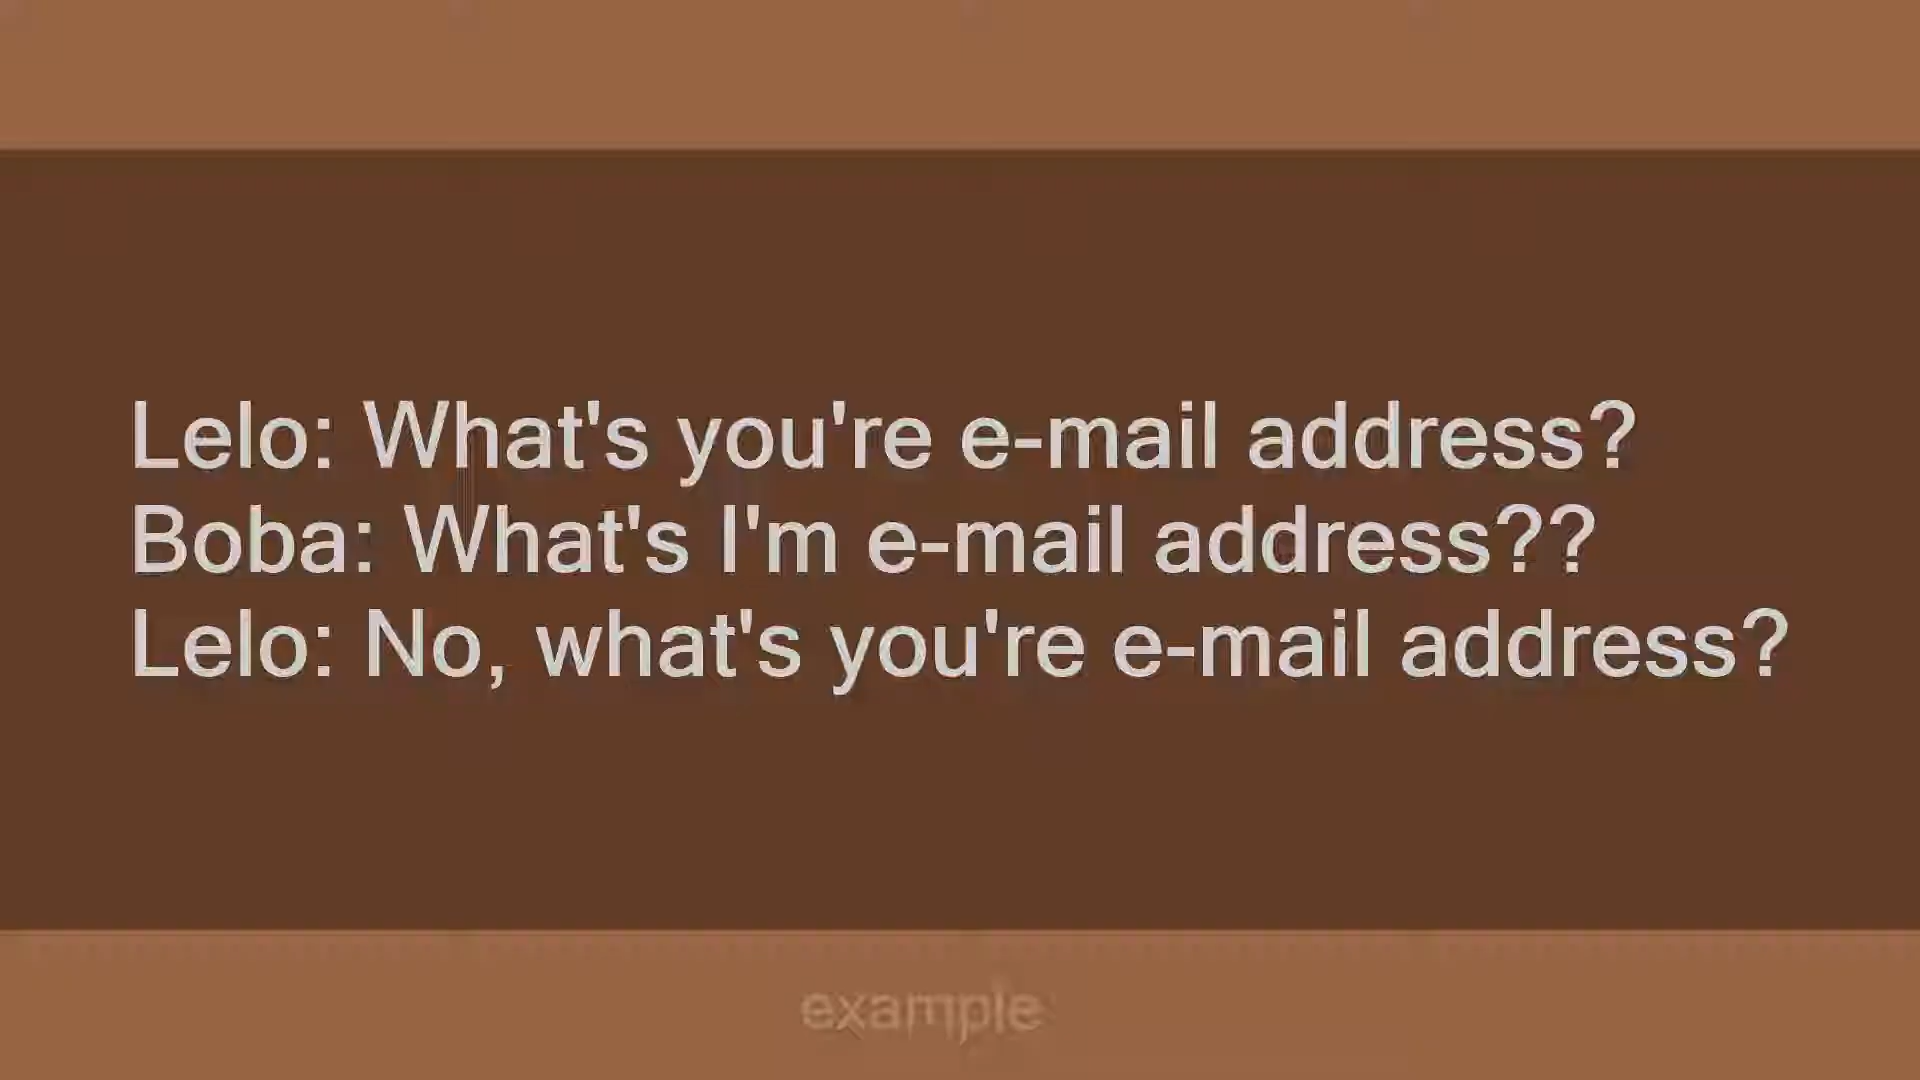 Lelo: What's you're e-mail address?
Boba: What's I'm e-mail address??
Lelo: No, what's you're e-mail address?
example